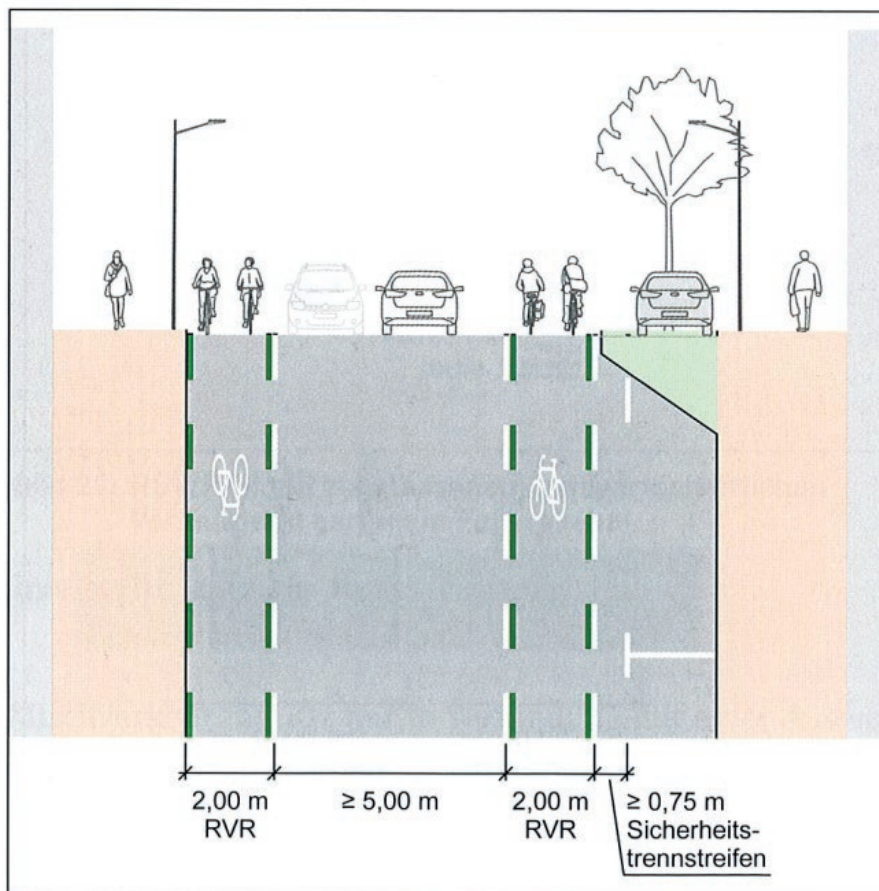 2,00 m
RVR
≥ 5,00 m
2,00 m
RVR
≥ 0,75 m
Sicherheits-
trennstreifen